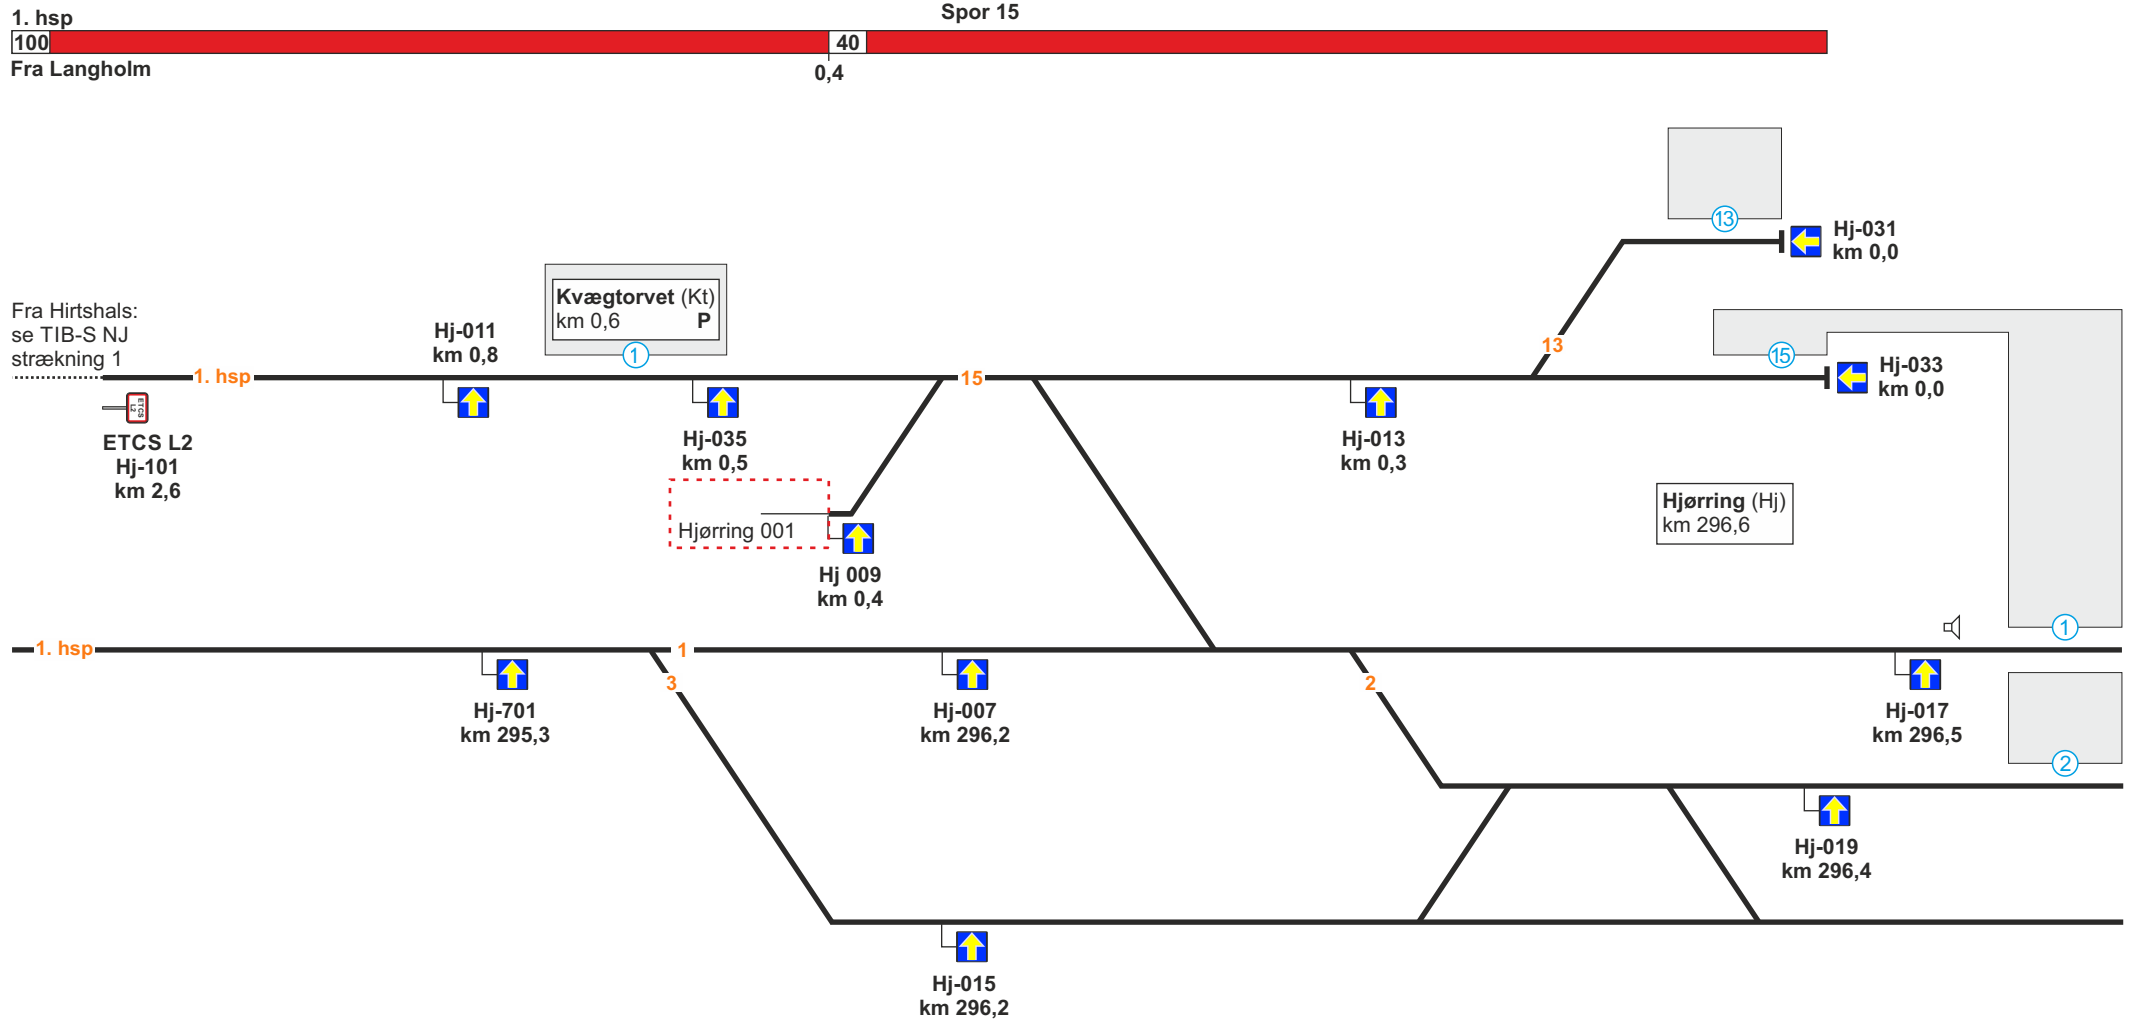 1. hsp
Spor 15
100
40
Fra Langholm
0,4
13
Hj-031
km 0,0
Kvægtorvet (Kt)
km 0,6 P
1
Fra Hirtshals:
se TIB-S NJ
strækning 1
Hj-011
km 0,8
13
15
Hj-033
km 0,0
1. hsp
15
ETCS
L2
ETCS L2
Hj-101
km 2,6
Hj-035
km 0,5
Hj-013
km 0,3
Hjørring 001
Hj 009
km 0,4
Hjørring (Hj)
km 296,6
1
1. hsp
1
3
2
Hj-701
km 295,3
Hj-007
km 296,2
Hj-017
km 296,5
2
Hj-019
km 296,4
Hj-015
km 296,2